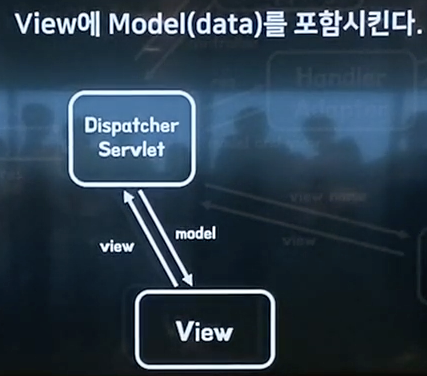 View에 Model(data)를 포함시킨다.
Handler
Adapter
Dispatcher
Servlet
view name
view
model
view
View